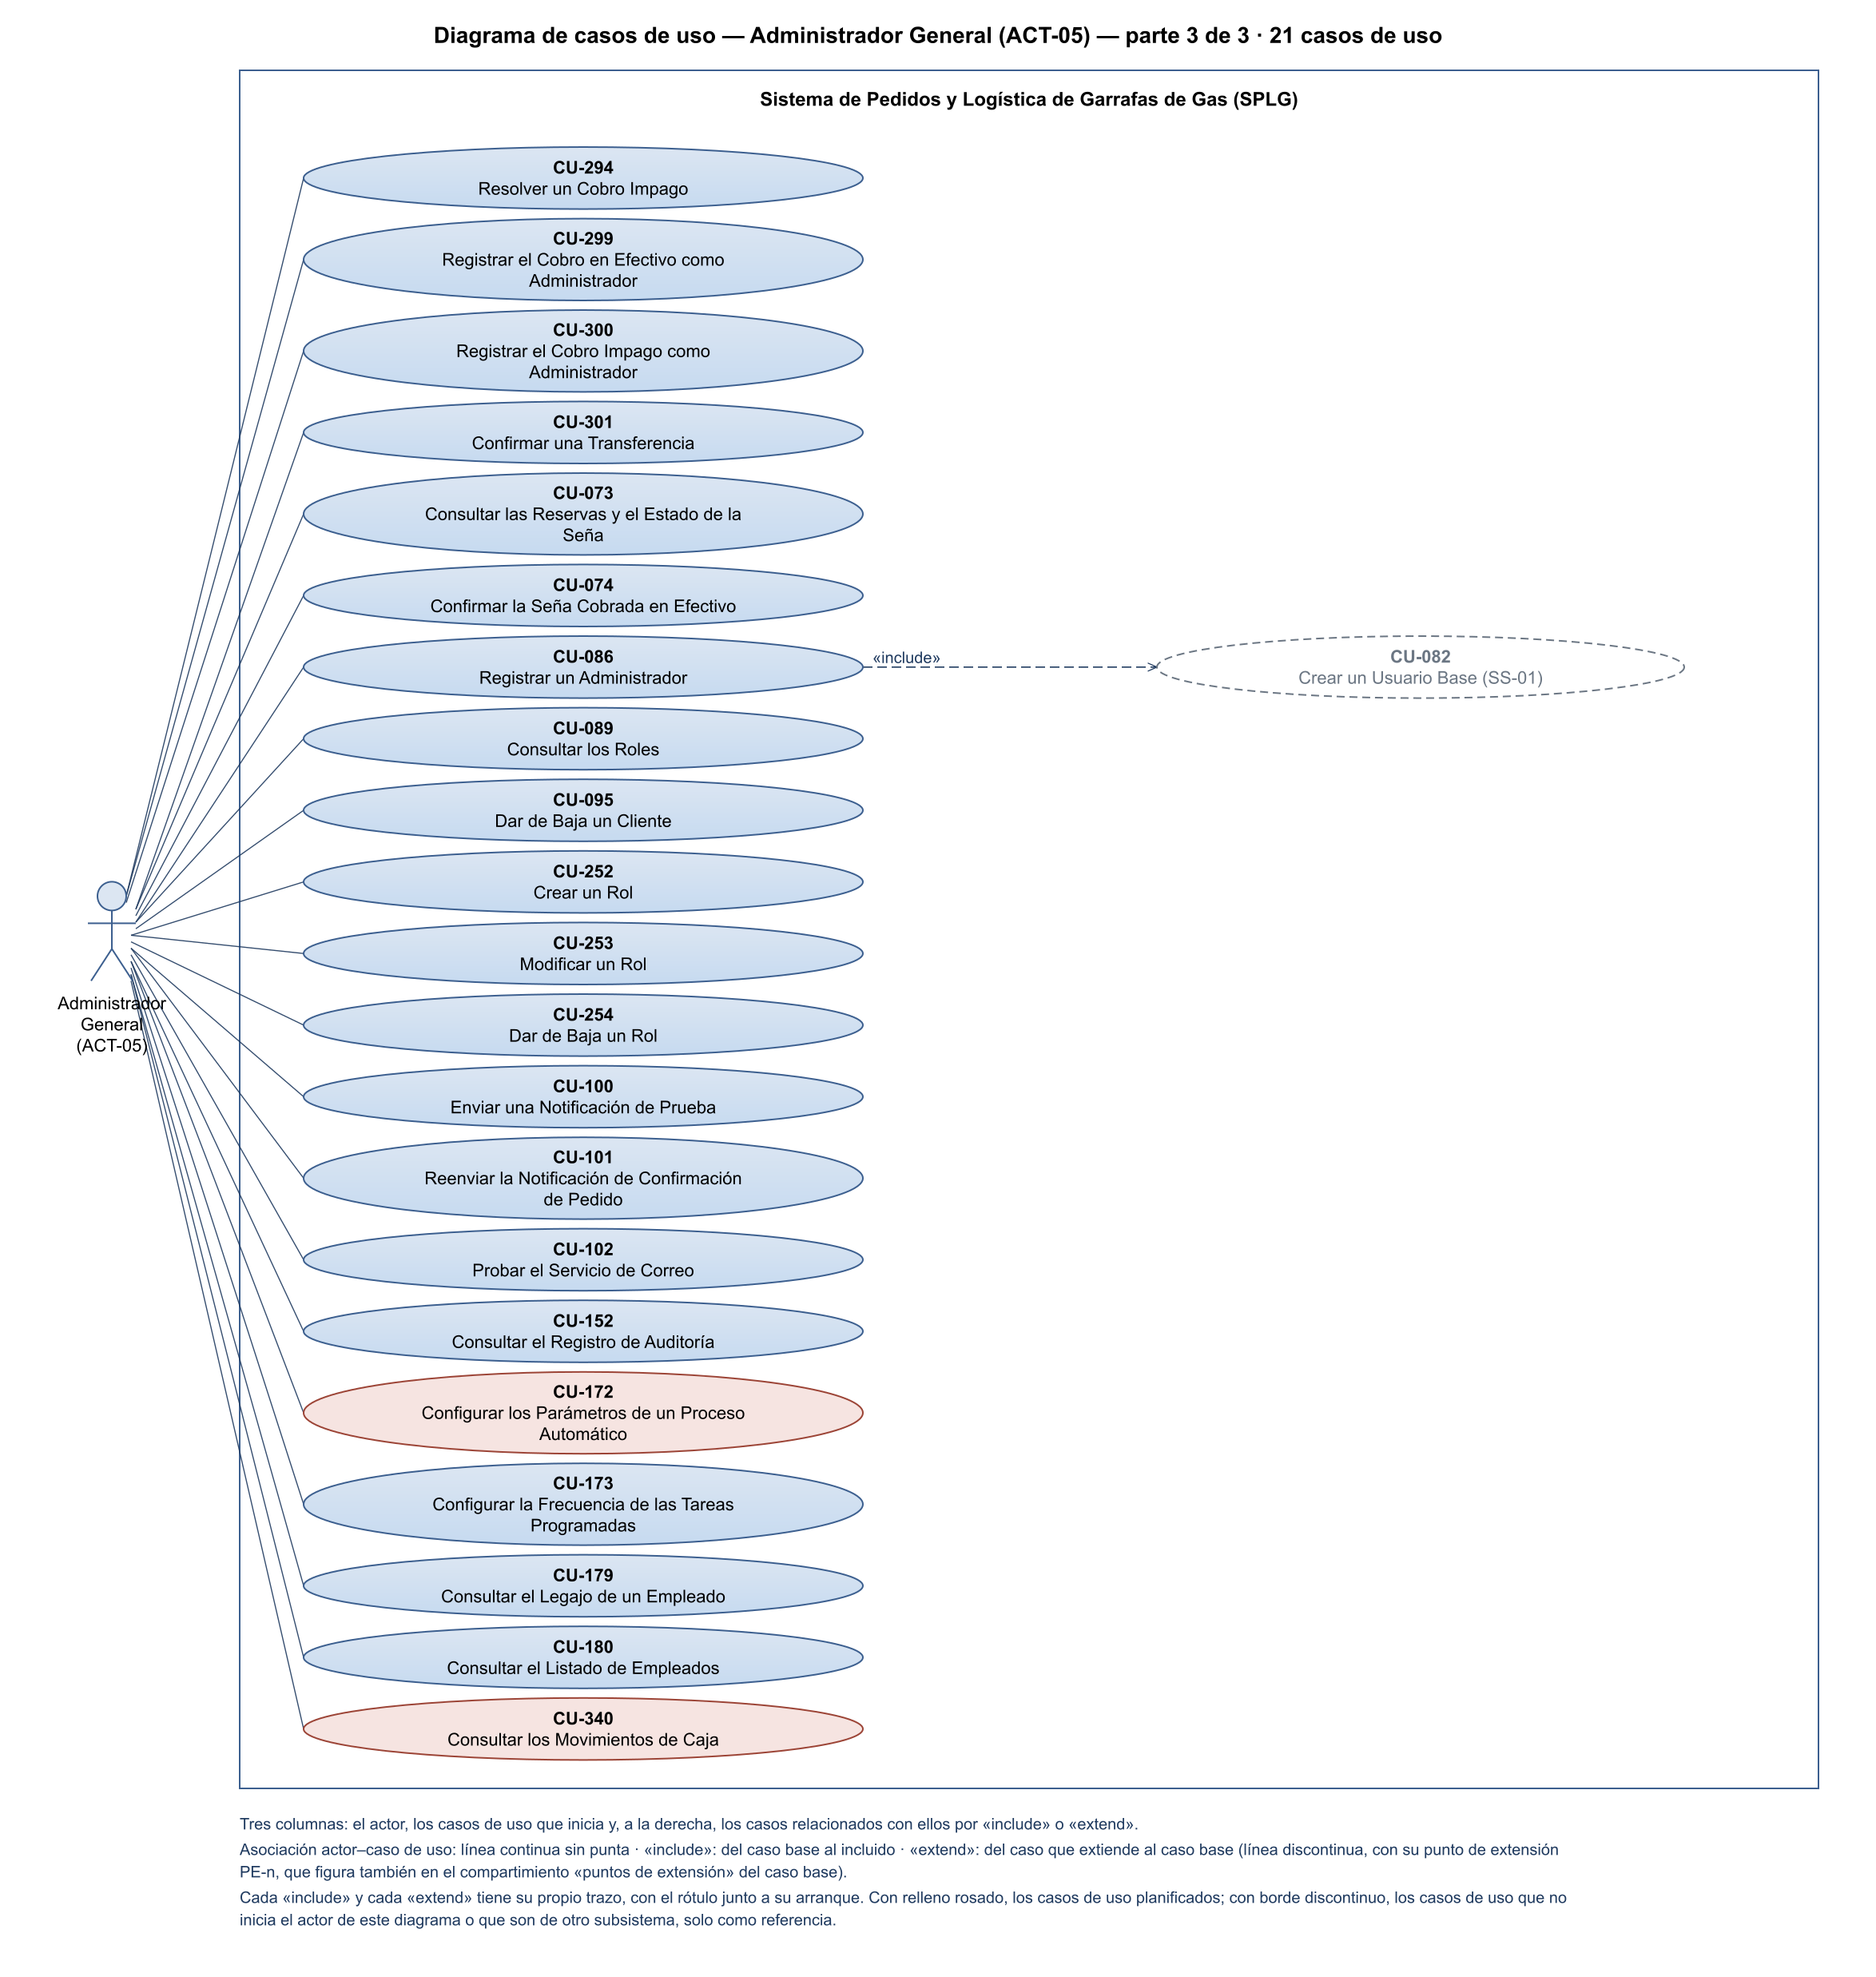 Diagrama de casos de uso — Administrador General (ACT-05) — parte 3 de 3 · 21 casos de uso
Sistema de Pedidos y Logística de Garrafas de Gas (SPLG)
CU-294
Resolver un Cobro Impago
CU-299
Registrar el Cobro en Efectivo como
Administrador
CU-300
Registrar el Cobro Impago como
Administrador
CU-301
Confirmar una Transferencia
CU-073
Consultar las Reservas y el Estado de la
Seña
CU-074
Confirmar la Seña Cobrada en Efectivo
CU-086
Registrar un Administrador
«include»
CU-082
Crear un Usuario Base (SS-01)
CU-089
Consultar los Roles
CU-095
Dar de Baja un Cliente
CU-252
Crear un Rol
CU-253
Modificar un Rol
Administrador
General
(ACT-05)
CU-254
Dar de Baja un Rol
CU-100
Enviar una Notificación de Prueba
CU-101
Reenviar la Notificación de Confirmación
de Pedido
CU-102
Probar el Servicio de Correo
CU-152
Consultar el Registro de Auditoría
CU-172
Configurar los Parámetros de un Proceso
Automático
CU-173
Configurar la Frecuencia de las Tareas
Programadas
CU-179
Consultar el Legajo de un Empleado
CU-180
Consultar el Listado de Empleados
CU-340
Consultar los Movimientos de Caja
Tres columnas: el actor, los casos de uso que inicia y, a la derecha, los casos relacionados con ellos por «include» o «extend».
Asociación actor–caso de uso: línea continua sin punta · «include»: del caso base al incluido · «extend»: del caso que extiende al caso base (línea discontinua, con su punto de extensión
PE-n, que figura también en el compartimiento «puntos de extensión» del caso base).
Cada «include» y cada «extend» tiene su propio trazo, con el rótulo junto a su arranque. Con relleno rosado, los casos de uso planificados; con borde discontinuo, los casos de uso que no
inicia el actor de este diagrama o que son de otro subsistema, solo como referencia.